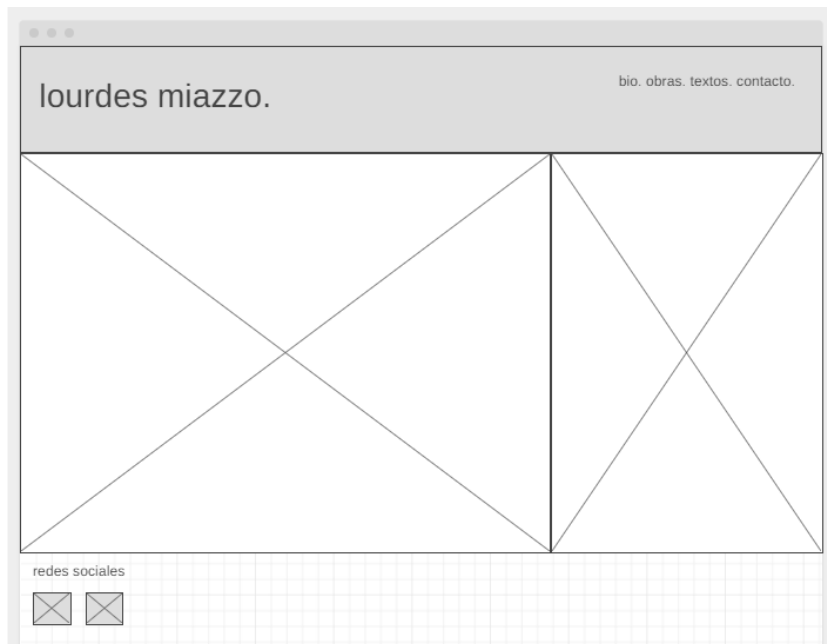 lourdes miazzo.
bio. obras. textos. contacto.
redes sociales